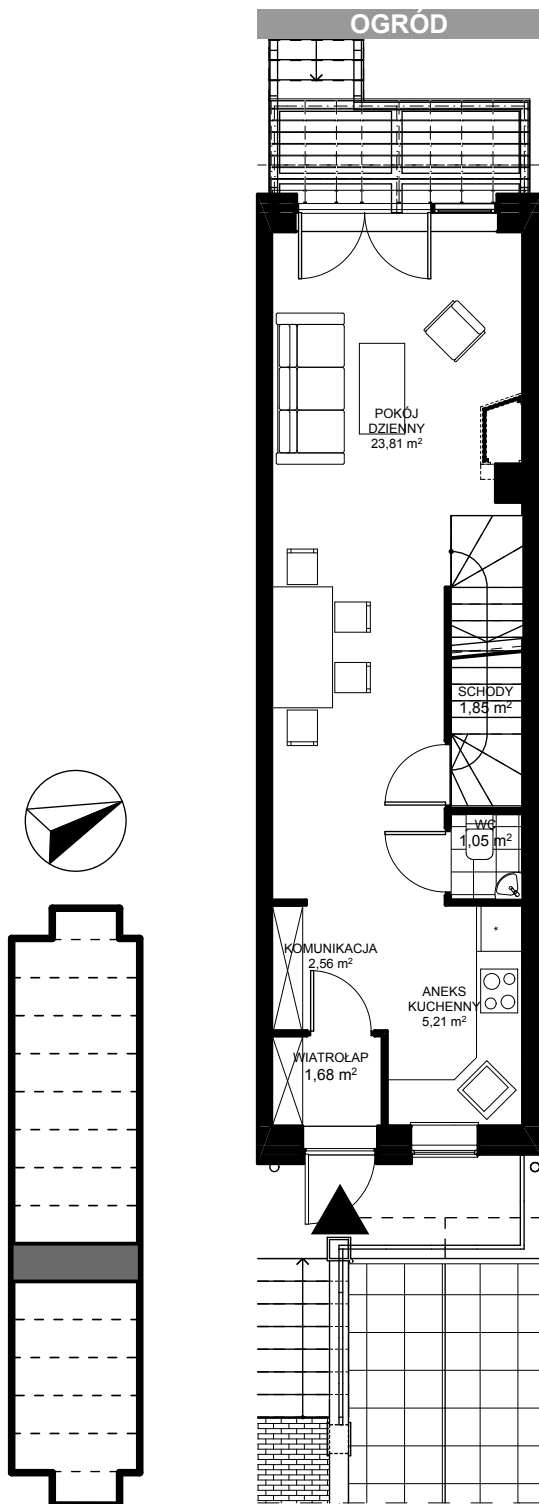 OGRÓD
POKÓJ
DZIENNY
23,81 m²
SCHODY
1,85 m²
WC
1,05 m²
KOMUNIKACJA
2,56 m²
ANEKS
KUCHENNY
5,21 m²
WIATROŁAP
1,68 m²